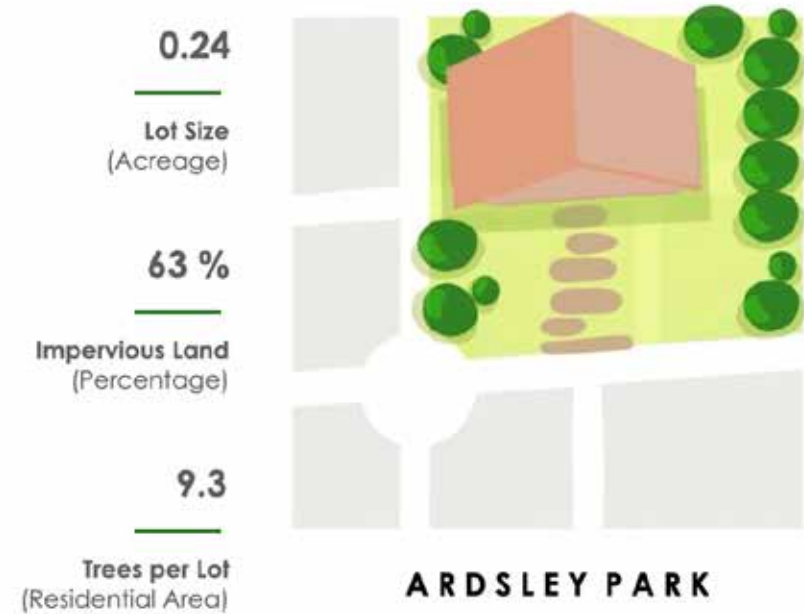 0.24
Lot Size
(Acreage)
63 %
Impervious Land
(Percentage)
9.3
Trees per Lot
(Residential Area)
ARDSLEY PARK